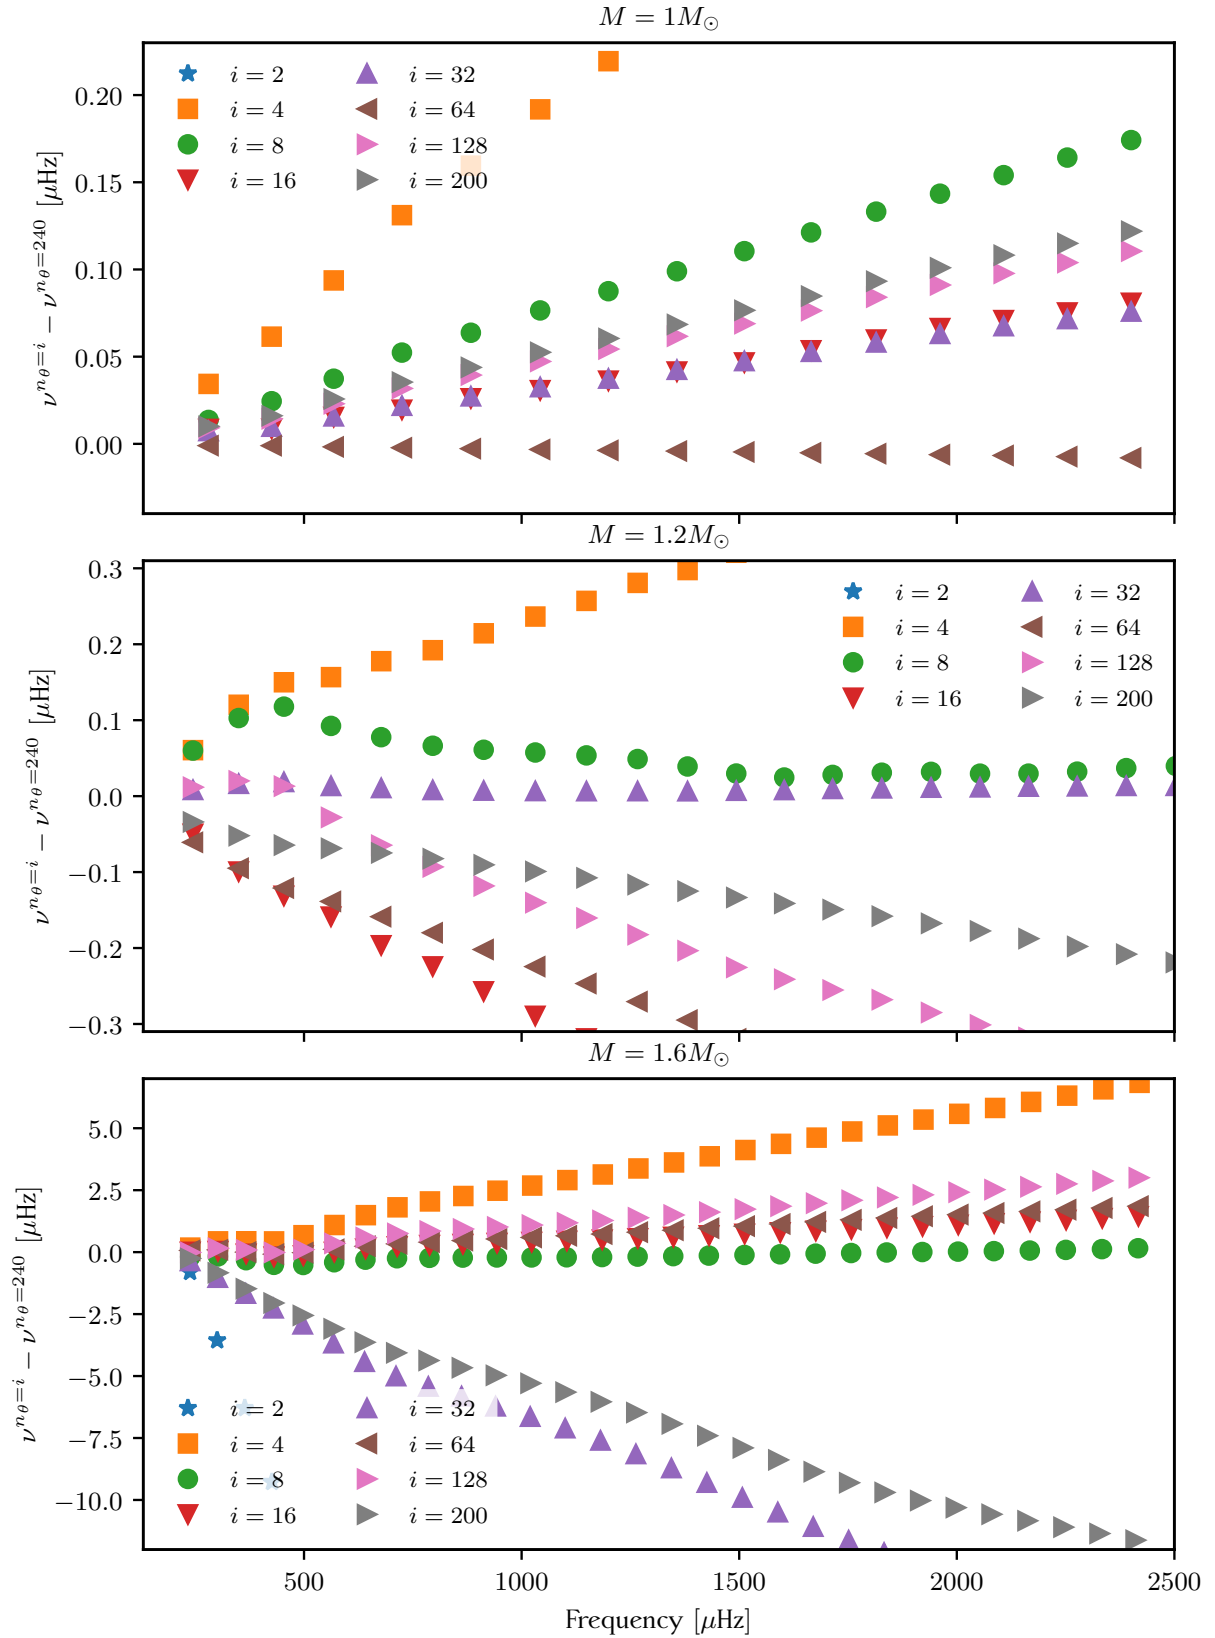 M = 1M⊙
i = 2
i = 4
i = 8
i = 16
i = 32
i = 64
i = 128
i = 200
0.20
0.15
0.10
0.05
0.00
ν^{n_θ=i} − ν^{n_θ=240} [μHz]
M = 1.2M⊙
i = 2
i = 4
i = 8
i = 16
i = 32
i = 64
i = 128
i = 200
0.3
0.2
0.1
0.0
−0.1
−0.2
−0.3
ν^{n_θ=i} − ν^{n_θ=240} [μHz]
M = 1.6M⊙
5.0
2.5
0.0
−2.5
−5.0
−7.5
−10.0
ν^{n_θ=i} − ν^{n_θ=240} [μHz]
i = 2
i = 4
i = 8
i = 16
i = 32
i = 64
i = 128
i = 200
500 1000 1500 2000 2500
Frequency [μHz]